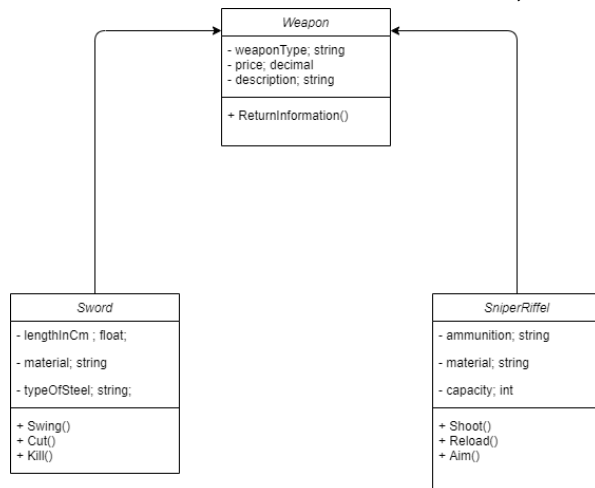 Weapon
- weaponType; string
- price; decimal
- description; string
+ ReturnInformation()
Sword
- lengthInCm ; float;
- material; string
- typeOfSteel; string;
+ Swing()
+ Cut()
+ Kill()
SniperRiffel
- ammunition; string
- material; string
- capacity; int
+ Shoot()
+ Reload()
+ Aim()